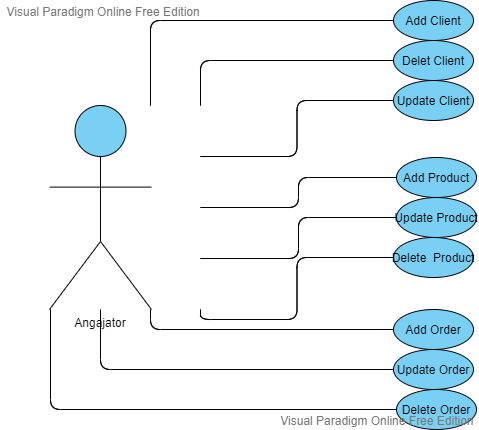 Visual Paradigm Online Free Edition
Add Client
Delet Client
Update Client
Add Product
Update Product
Delete Product
Angajator
Add Order
Update Order
Delete Order
Visual Paradigm Online Free Edition